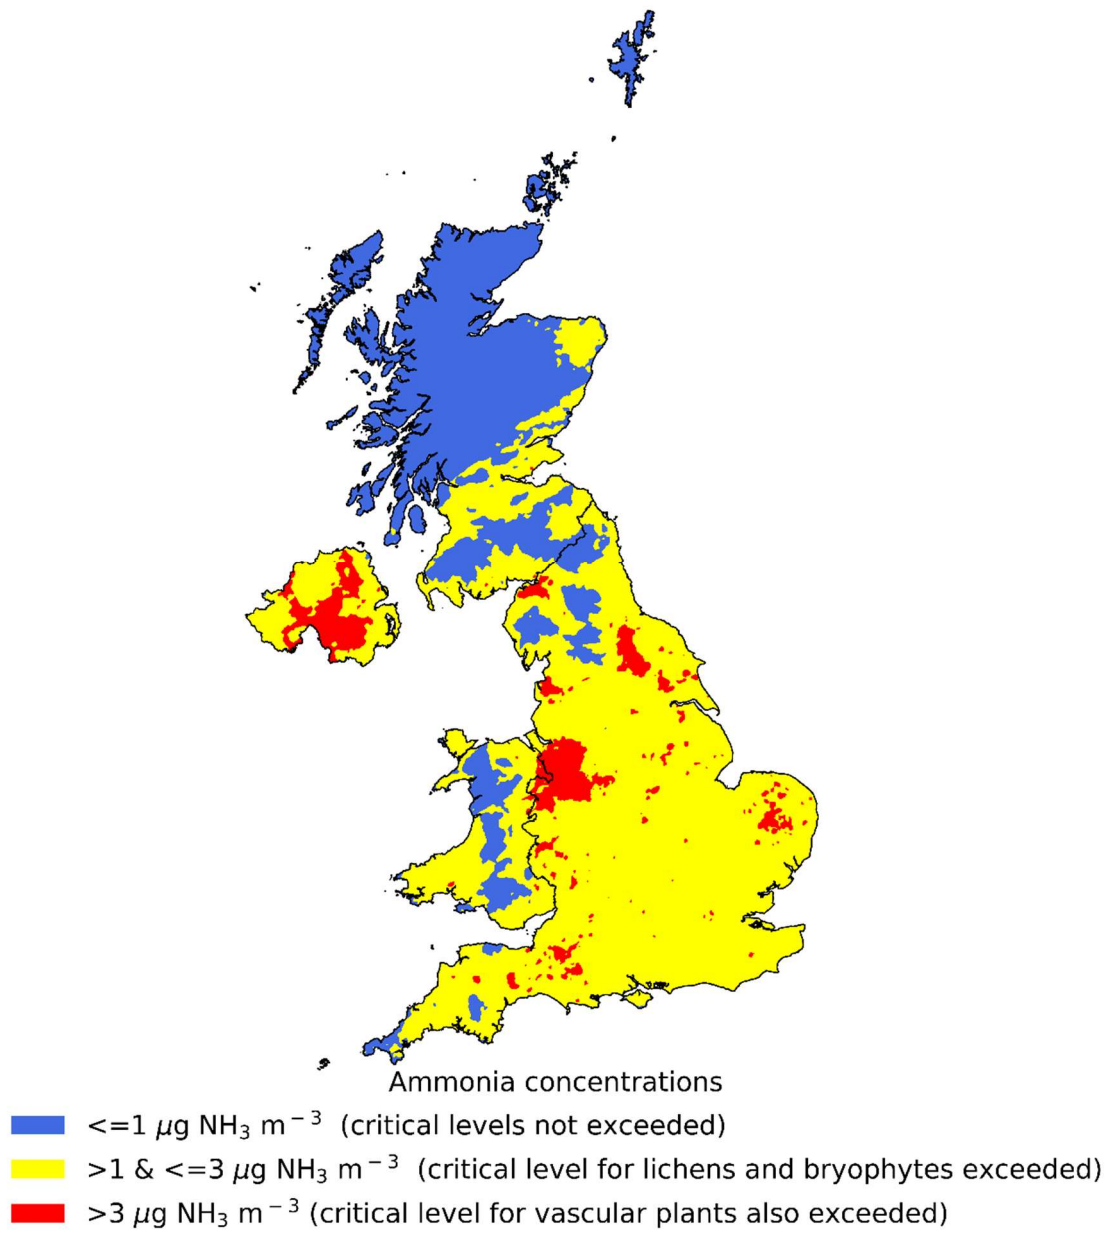 Ammonia concentrations
<=1 μg NH₃ m⁻³ (critical levels not exceeded)
>1 & <=3 μg NH₃ m⁻³ (critical level for lichens and bryophytes exceeded)
>3 μg NH₃ m⁻³ (critical level for vascular plants also exceeded)